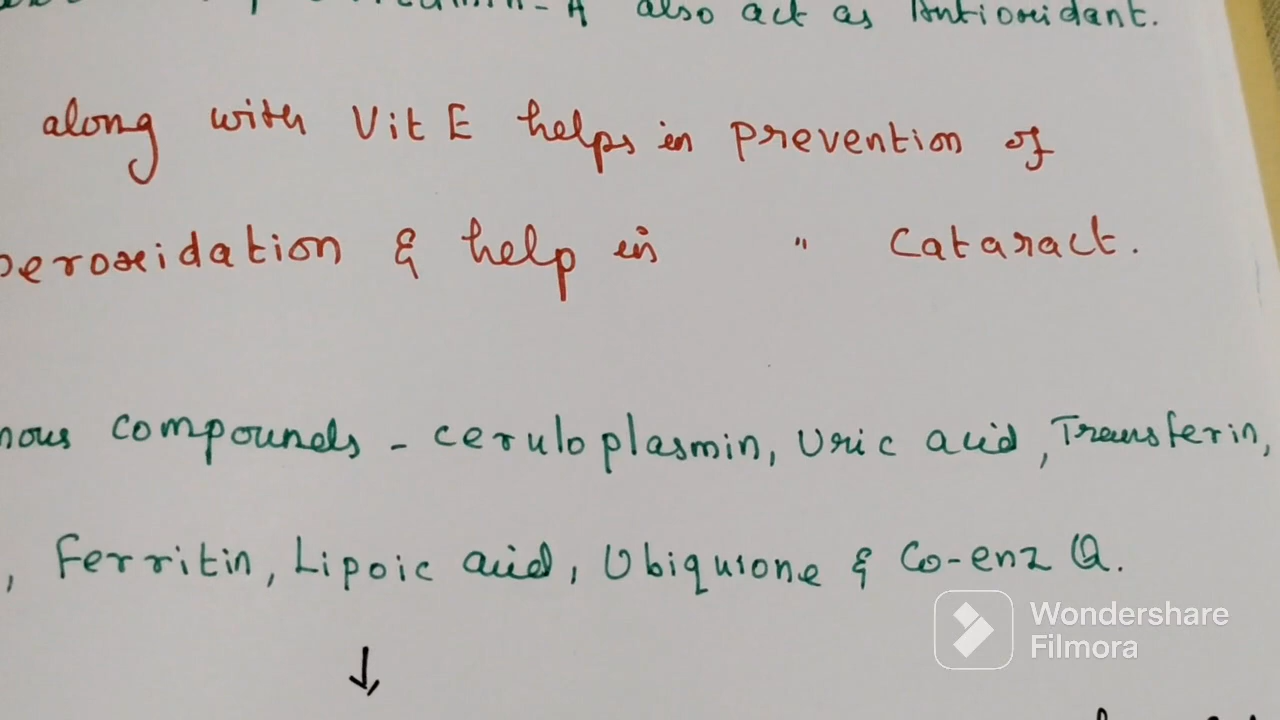 also act as Antioxidant.
along with Vit E helps in prevention of
peroxidation & help in " Cataract.
nous compounds - ceruloplasmin, Uric acid, Transferin,
, Ferritin, Lipoic acid, Ubiquione & Co-enz Q.
Wondershare
Filmora